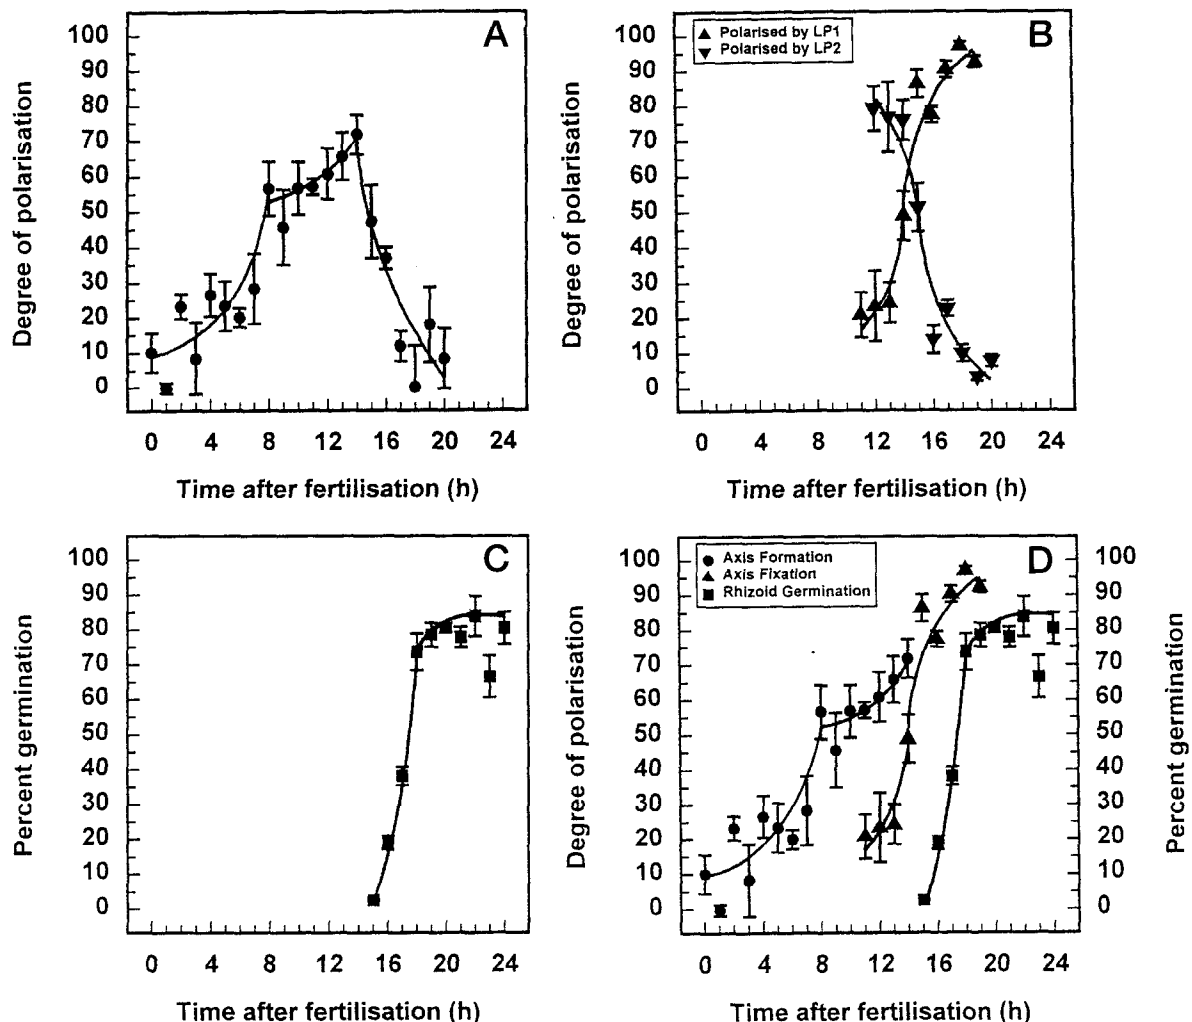 A
Degree of polarisation
100
90
80
70
60
50
40
30
20
10
0
0 4 8 12 16 20 24
Time after fertilisation (h)
B
Polarised by LP1
Polarised by LP2
Degree of polarisation
100
90
80
70
60
50
40
30
20
10
0
0 4 8 12 16 20 24
Time after fertilisation (h)
C
Percent germination
100
90
80
70
60
50
40
30
20
10
0
0 4 8 12 16 20 24
Time after fertilisation (h)
D
Axis Formation
Axis Fixation
Rhizoid Germination
Degree of polarisation
100
90
80
70
60
50
40
30
20
10
0
100
90
80
70
60
50
40
30
20
10
0
Percent germination
0 4 8 12 16 20 24
Time after fertilisation (h)